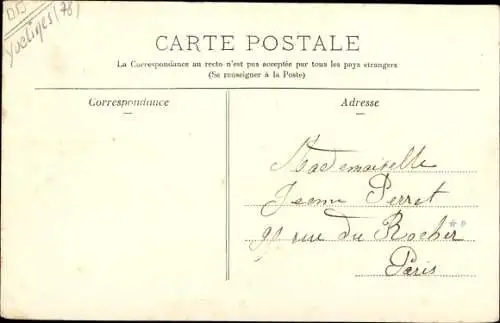 Yvelines (78)
CARTE POSTALE
La Correspondance au recto n'est pas acceptée par tous les pays étrangers
(Se renseigner à la Poste)
Correspondance
Adresse
Mademoiselle
Jeanne Perret
rue du Rocher
Paris